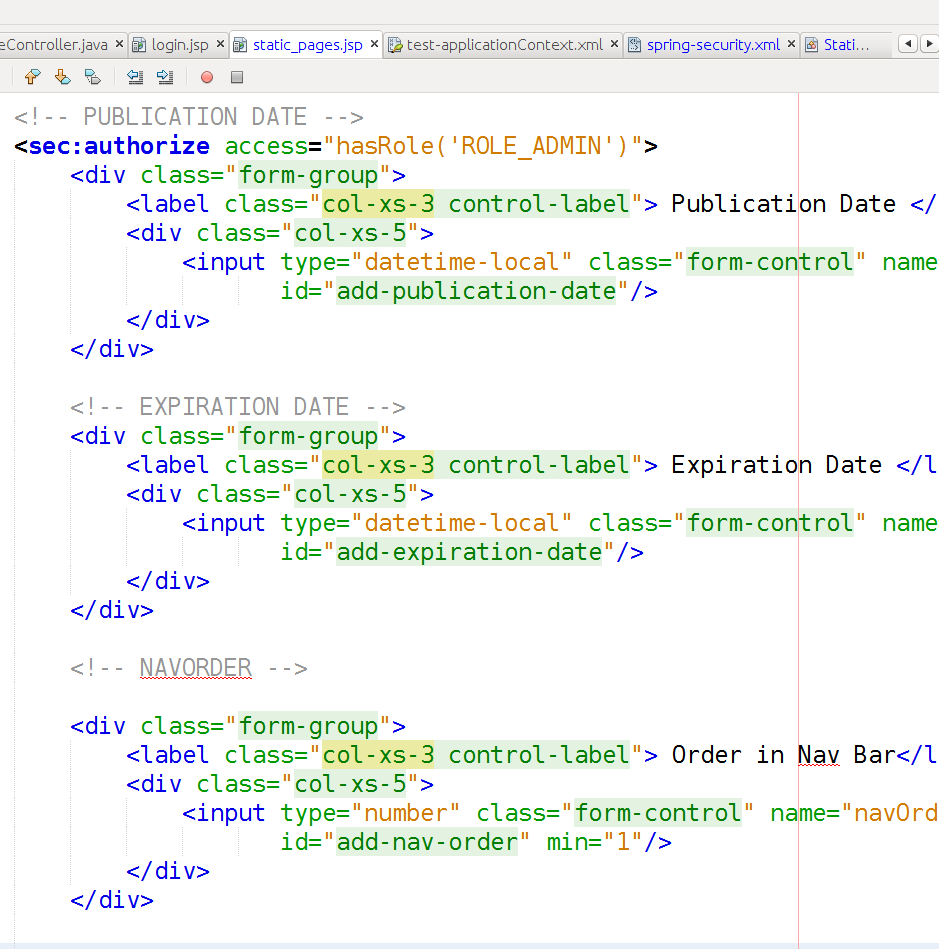 eController.java login.jsp static_pages.jsp test-applicationContext.xml spring-security.xml Stati...
<!-- PUBLICATION DATE -->
<sec:authorize access="hasRole('ROLE_ADMIN')">
<div class="form-group">
<label class="col-xs-3 control-label"> Publication Date </
<div class="col-xs-5">
<input type="datetime-local" class="form-control" name
id="add-publication-date"/>
</div>
</div>
<!-- EXPIRATION DATE -->
<div class="form-group">
<label class="col-xs-3 control-label"> Expiration Date </l
<div class="col-xs-5">
<input type="datetime-local" class="form-control" name
id="add-expiration-date"/>
</div>
</div>
<!-- NAVORDER -->
<div class="form-group">
<label class="col-xs-3 control-label"> Order in Nav Bar</l
<div class="col-xs-5">
<input type="number" class="form-control" name="navOrd
id="add-nav-order" min="1"/>
</div>
</div>